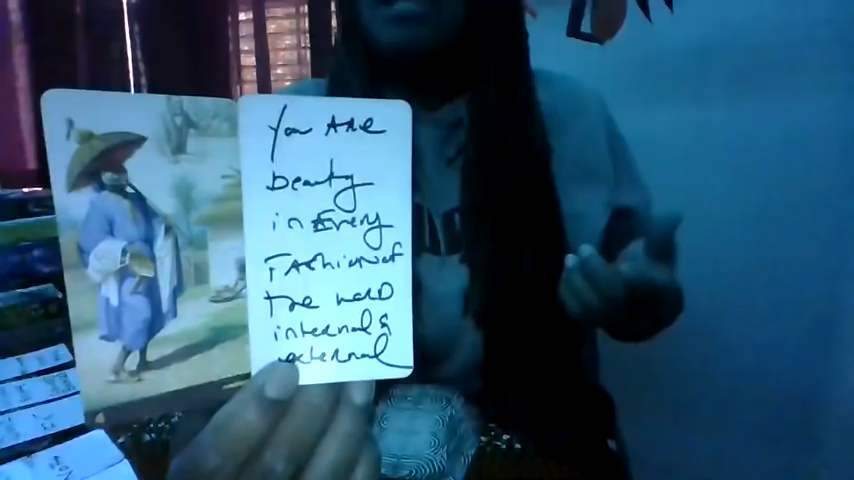 You ARE
beauty
in Every
FASHION of
THE WORD
internal &
external